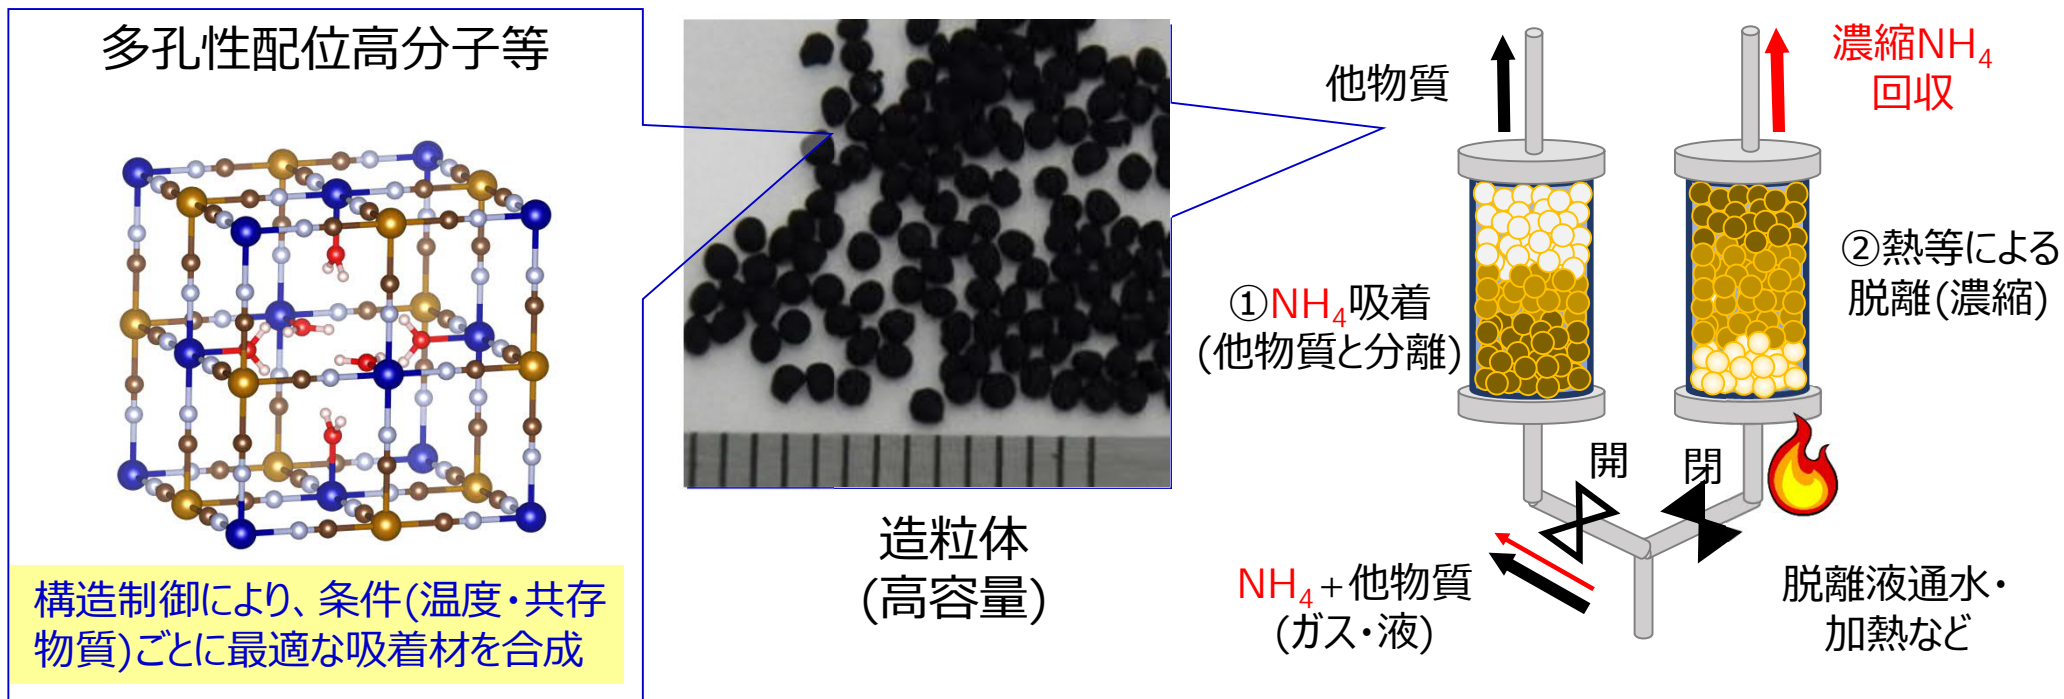 多孔性配位高分子等
構造制御により、条件(温度・共存
物質)ごとに最適な吸着材を合成
造粒体
(高容量)
他物質
濃縮NH₄
回収
①NH₄吸着
(他物質と分離)
②熱等による
脱離(濃縮)
開
閉
NH₄+他物質
(ガス・液)
脱離液通水・
加熱など